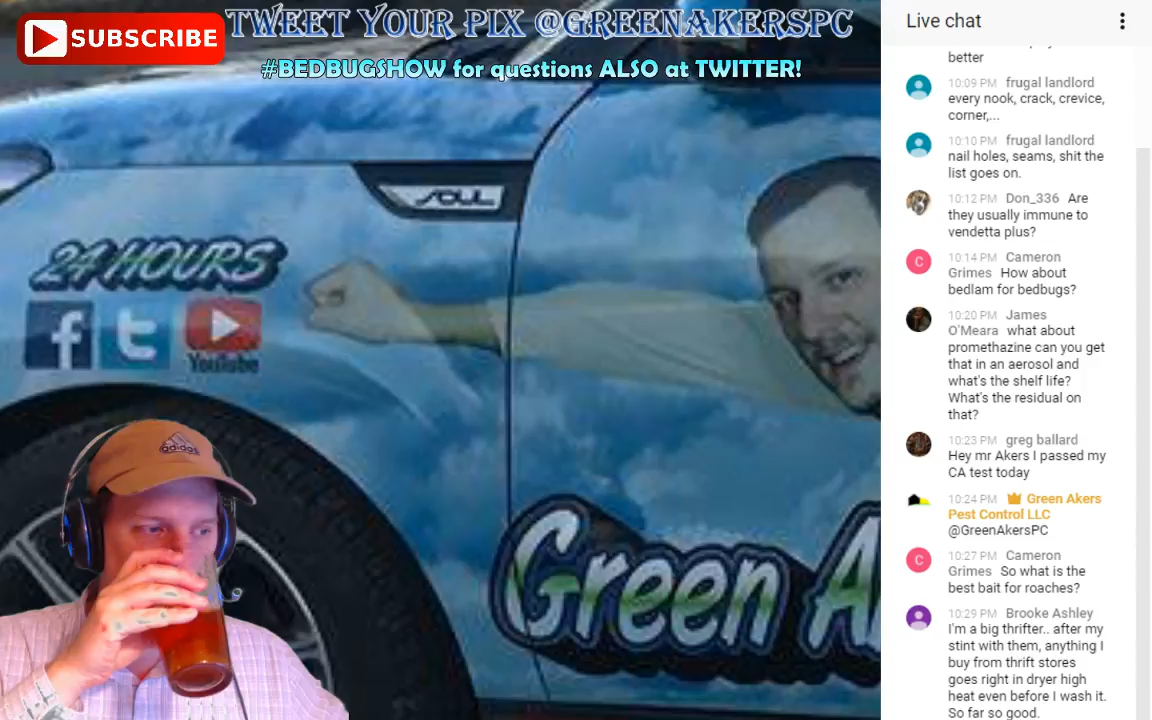 SUBSCRIBE
TWEET YOUR PIX @GREENAKERSPC
#BEDBUGSHOW for questions ALSO at TWITTER!
SOUL
24 HOURS
f t
YouTube
adidas
Green A
Live chat
better
10:09 PM frugal landlord
every nook, crack, crevice,
corner,...
10:10 PM frugal landlord
nail holes, seams, shit the
list goes on.
10:12 PM Don_336 Are
they usually immune to
vendetta plus?
C
10:14 PM Cameron
Grimes How about
bedlam for bedbugs?
10:20 PM James
O'Meara what about
promethazine can you get
that in an aerosol and
what's the shelf life?
What's the residual on
that?
10:23 PM greg ballard
Hey mr Akers I passed my
CA test today
10:24 PM Green Akers
Pest Control LLC
@GreenAkersPC
C
10:27 PM Cameron
Grimes So what is the
best bait for roaches?
10:29 PM Brooke Ashley
I'm a big thrifter.. after my
stint with them, anything I
buy from thrift stores
goes right in dryer high
heat even before I wash it.
So far so good.